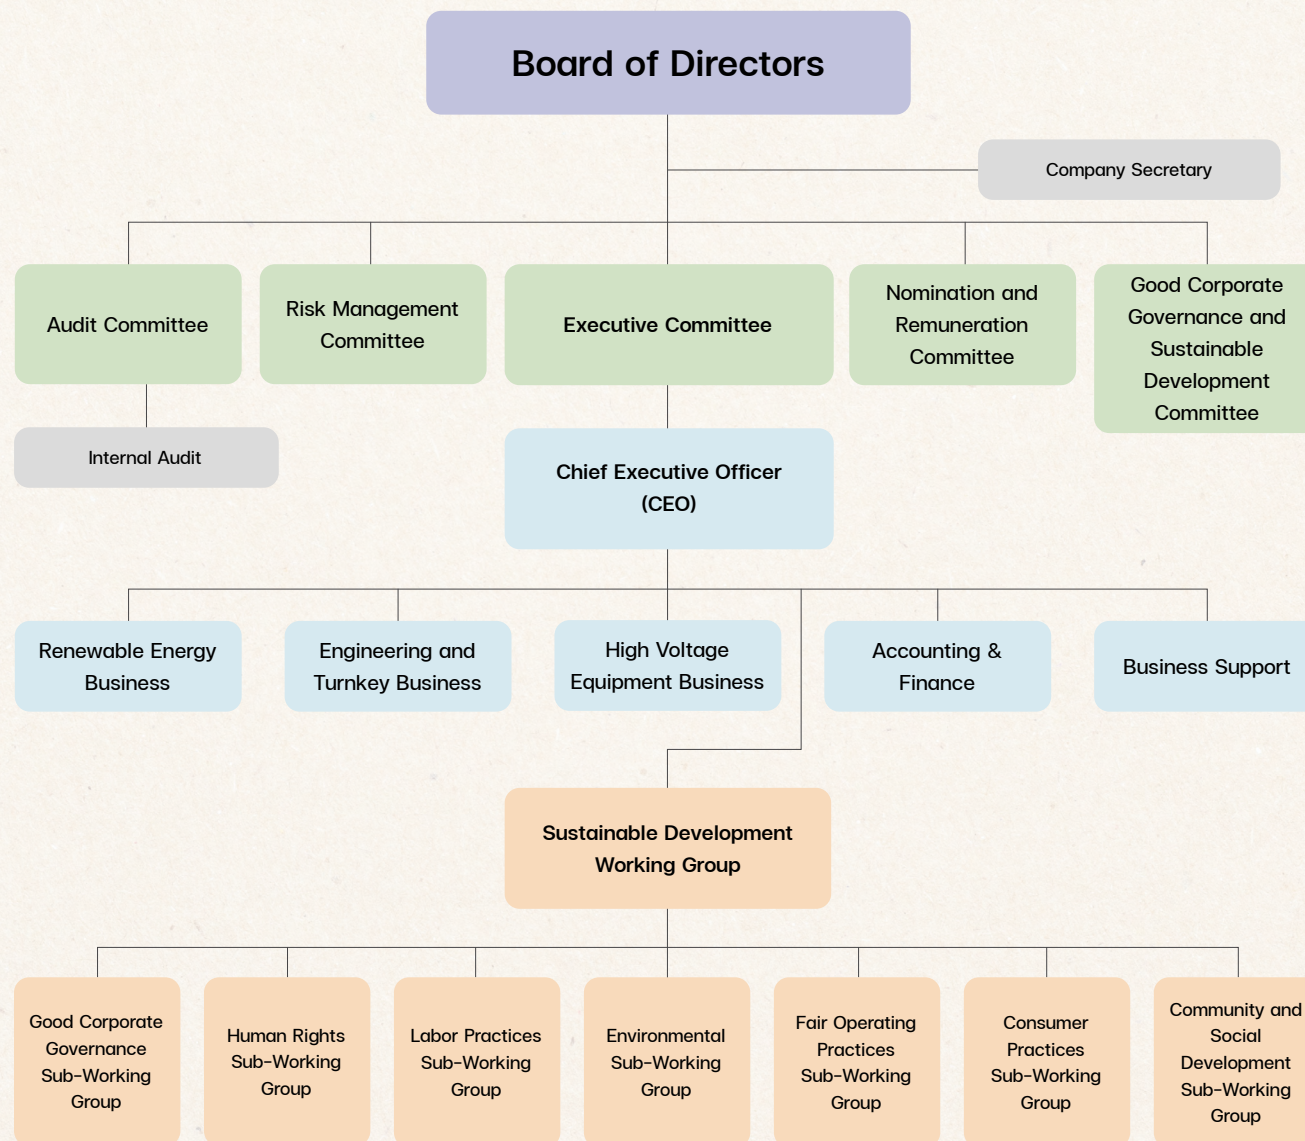 Board of Directors
Company Secretary
Audit Committee
Risk Management
Committee
Executive Committee
Nomination and
Remuneration
Committee
Good Corporate
Governance and
Sustainable
Development
Committee
Internal Audit
Chief Executive Officer
(CEO)
Renewable Energy
Business
Engineering and
Turnkey Business
High Voltage
Equipment Business
Accounting &
Finance
Business Support
Sustainable Development
Working Group
Good Corporate
Governance
Sub-Working
Group
Human Rights
Sub-Working
Group
Labor Practices
Sub-Working
Group
Environmental
Sub-Working
Group
Fair Operating
Practices
Sub-Working
Group
Consumer
Practices
Sub-Working
Group
Community and
Social
Development
Sub-Working
Group